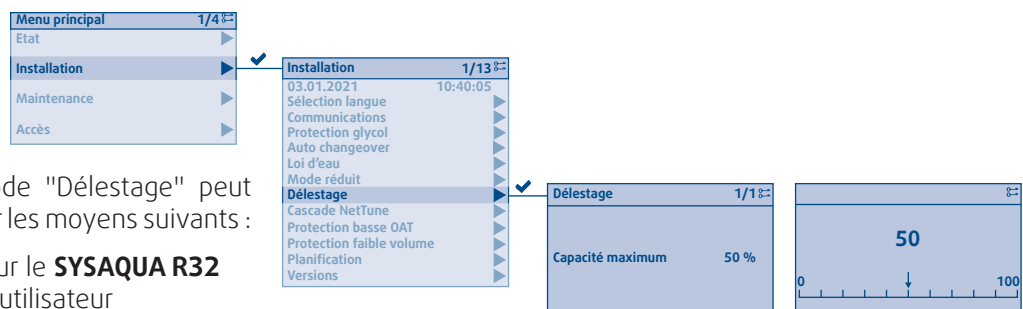 Menu principal 1/4
Etat
Installation
Maintenance
Accès
Installation 1/13
03.01.2021 10:40:05
Sélection langue
Communications
Protection glycol
Auto changeover
Loi d'eau
Mode réduit
Délestage
Cascade NetTune
Protection basse OAT
Protection faible volume
Planification
Versions
Délestage 1/1
Capacité maximum 50 %
50
0 100
de "Délestage" peut
r les moyens suivants :
ur le SYSAQUA R32
utilisateur